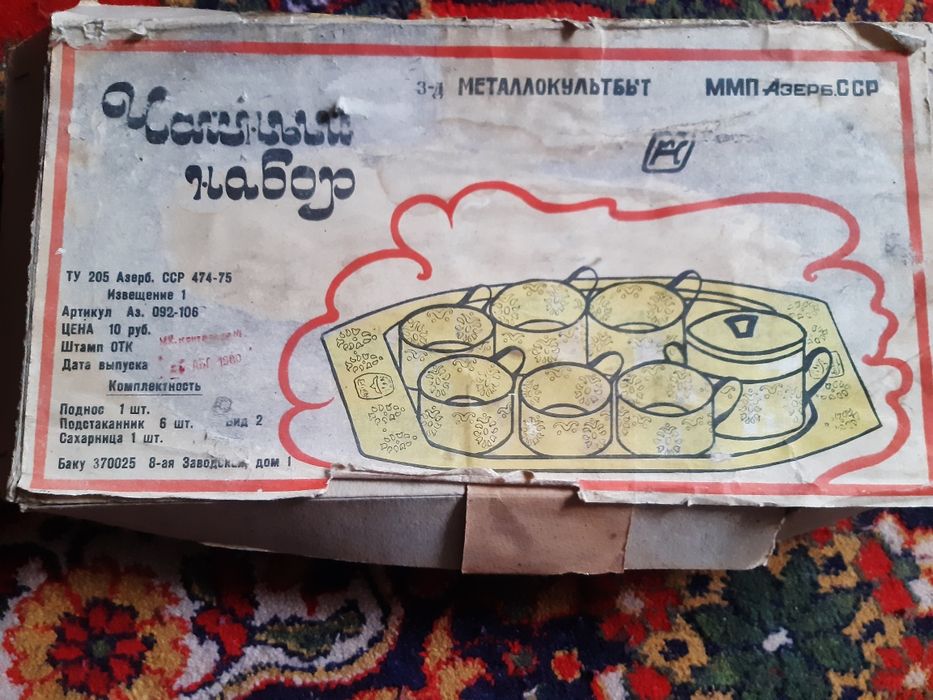 З-д МЕТАЛЛОКУЛЬТБЫТ ММП Азерб.ССР
Чайный
набор
ТУ 205 Азерб. ССР 474-75
Извещение 1
Артикул Аз. 092-106
ЦЕНА 10 руб.
Штамп ОТК
Дата выпуска 1980
Комплектность
Поднос 1 шт.
Подстаканник 6 шт. Вид 2
Сахарница 1 шт.
Баку 370025 8-ая Заводская, дом 1